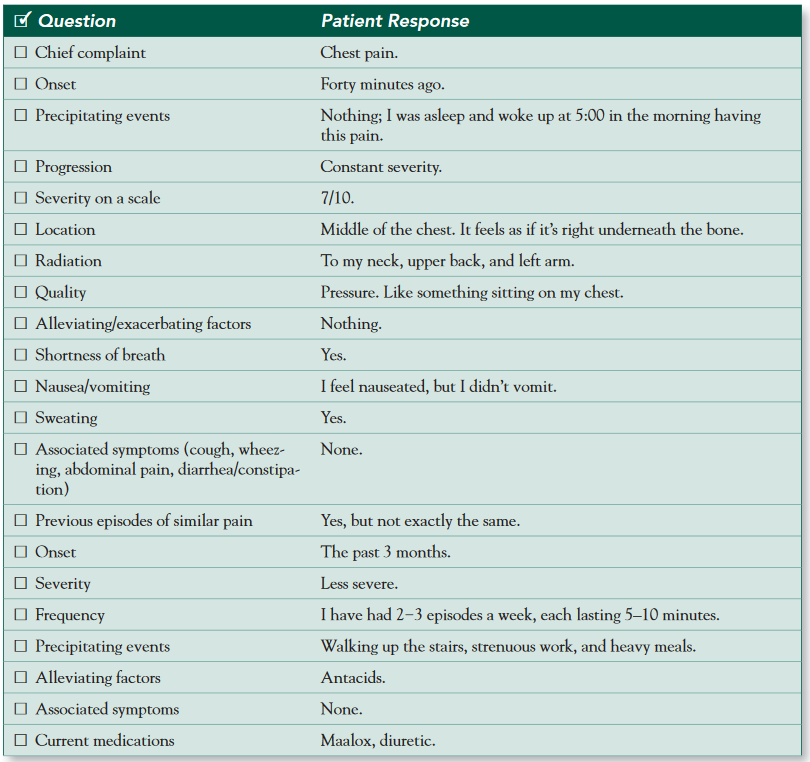 Question Patient Response
Chief complaint Chest pain.
Onset Forty minutes ago.
Precipitating events Nothing; I was asleep and woke up at 5:00 in the morning having
this pain.
Progression Constant severity.
Severity on a scale 7/10.
Location Middle of the chest. It feels as if it’s right underneath the bone.
Radiation To my neck, upper back, and left arm.
Quality Pressure. Like something sitting on my chest.
Alleviating/exacerbating factors Nothing.
Shortness of breath Yes.
Nausea/vomiting I feel nauseated, but I didn’t vomit.
Sweating Yes.
Associated symptoms (cough, wheez- None.
ing, abdominal pain, diarrhea/constipa-
tion)
Previous episodes of similar pain Yes, but not exactly the same.
Onset The past 3 months.
Severity Less severe.
Frequency I have had 2–3 episodes a week, each lasting 5–10 minutes.
Precipitating events Walking up the stairs, strenuous work, and heavy meals.
Alleviating factors Antacids.
Associated symptoms None.
Current medications Maalox, diuretic.